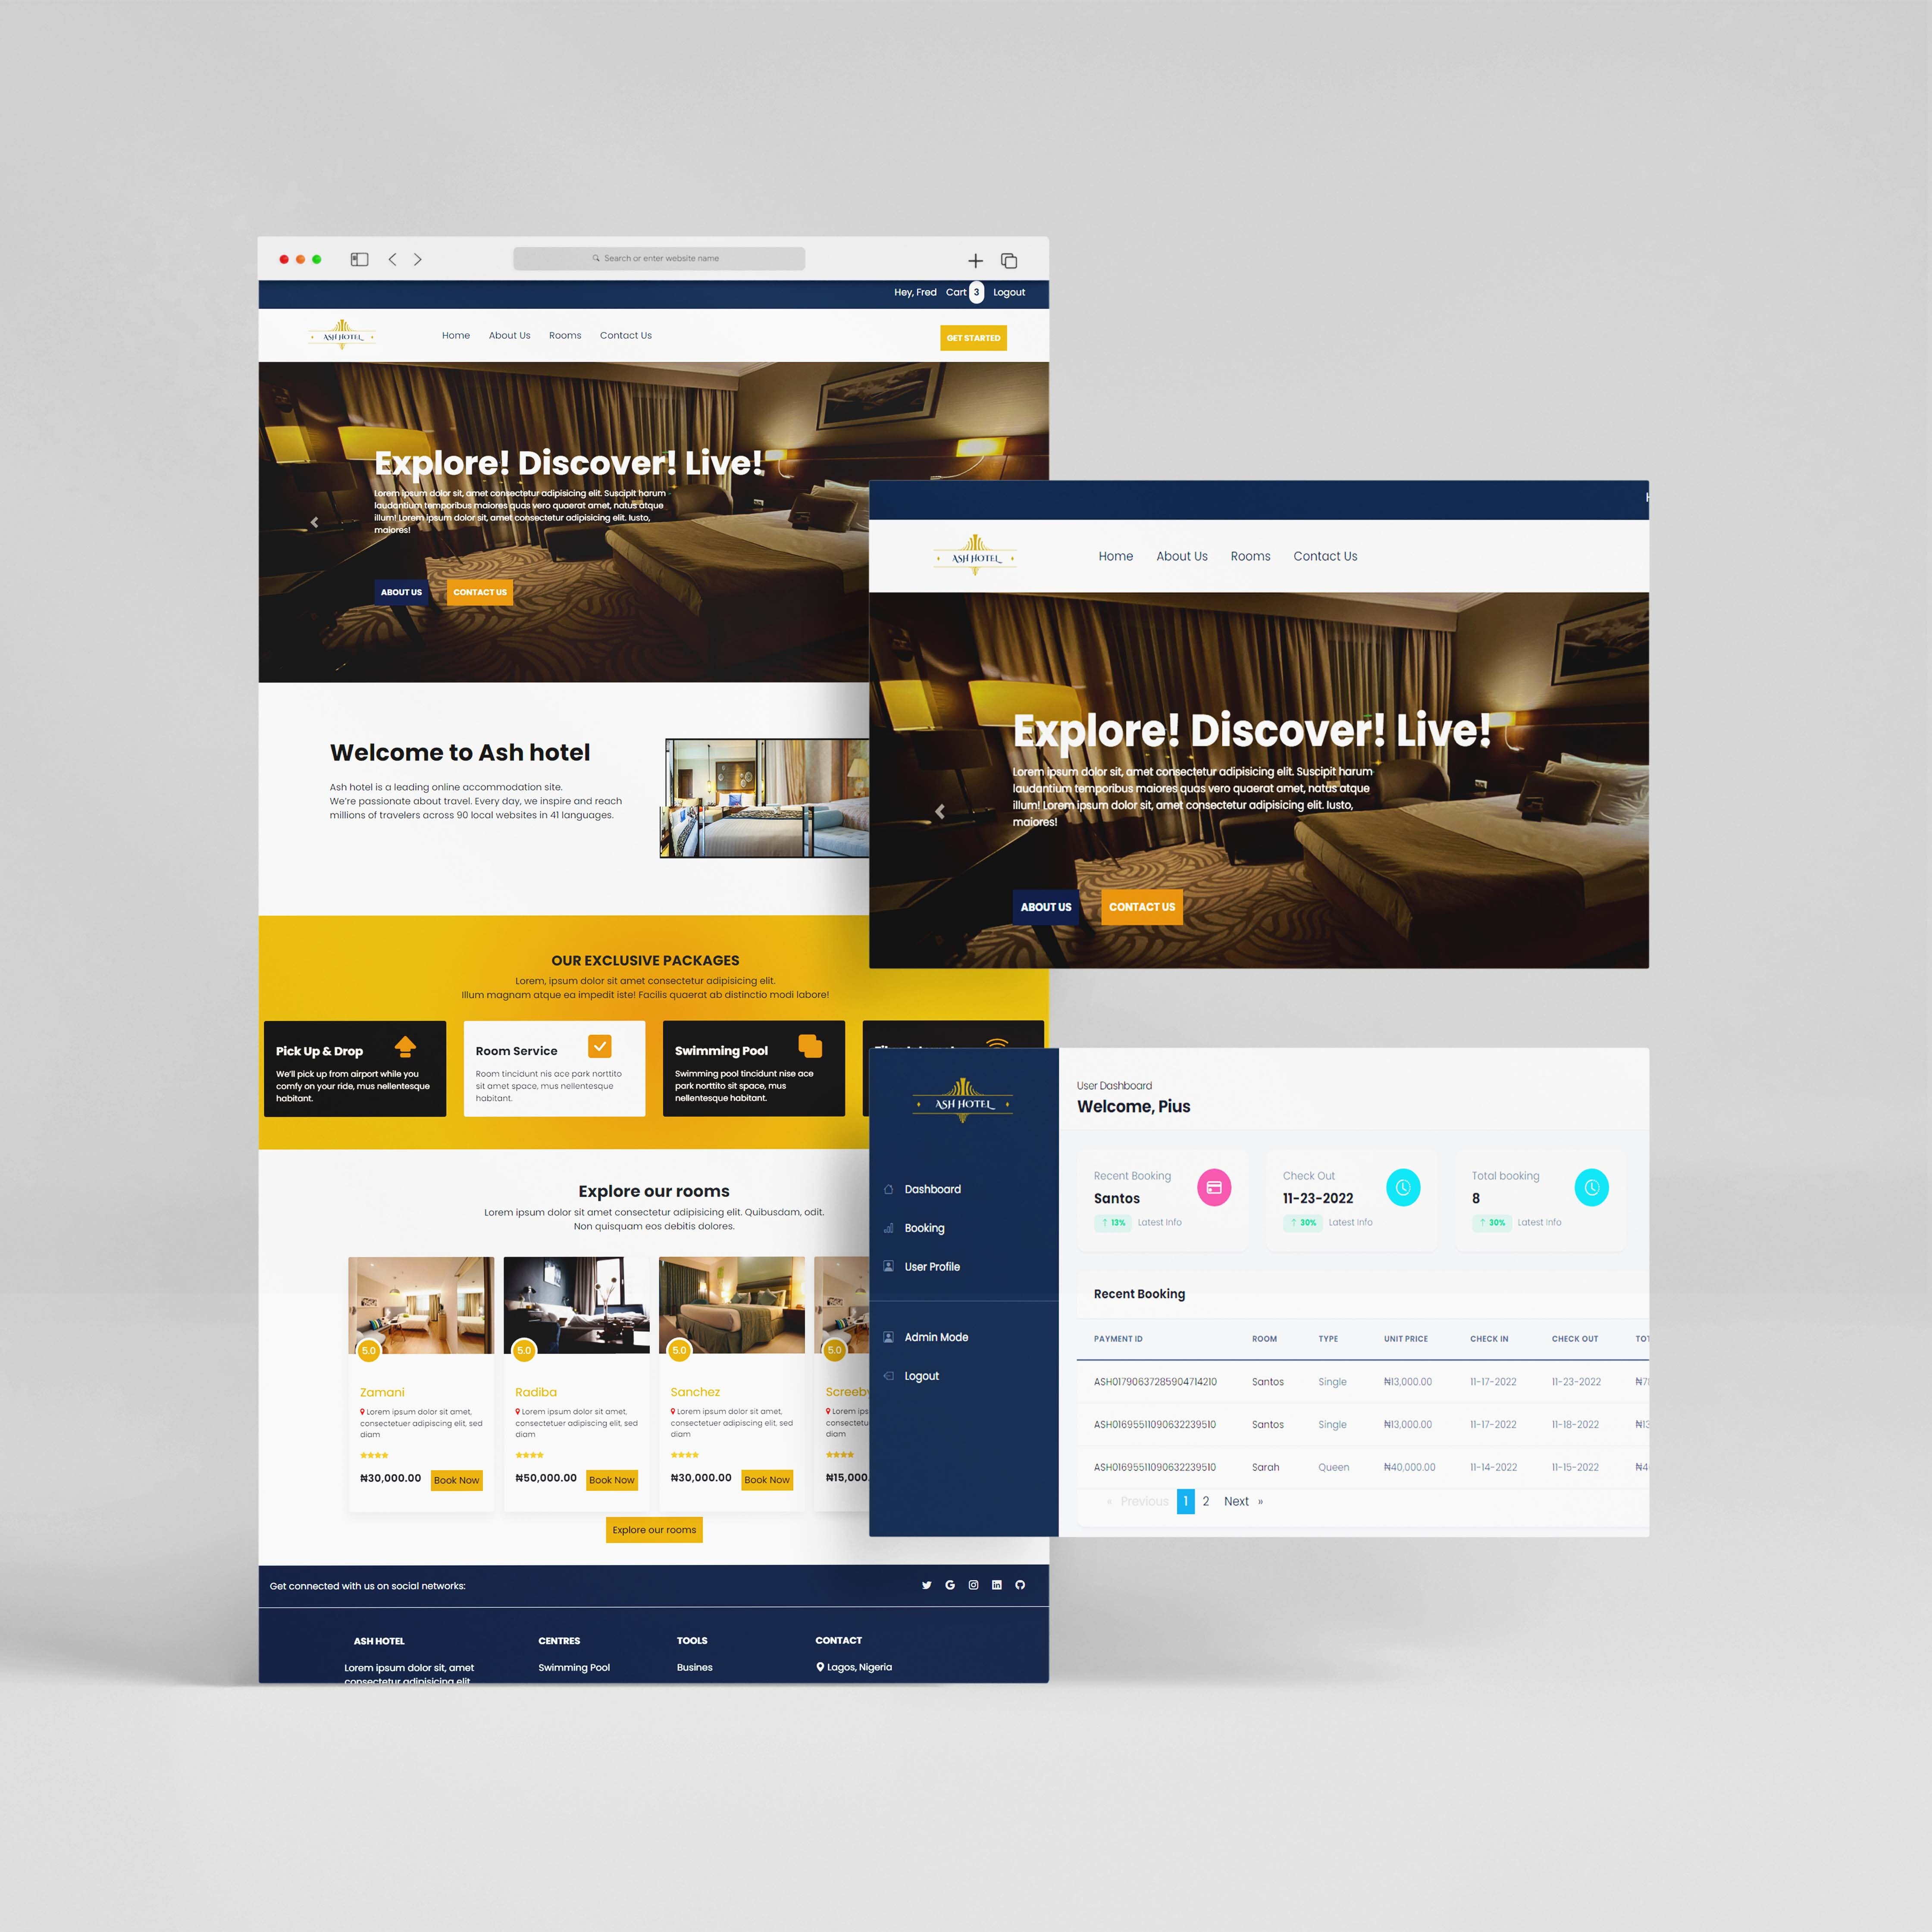 Search or enter website name
Hey, Fred Cart 3 Logout
ASH HOTEL
Home About Us Rooms Contact Us
GET STARTED
Explore! Discover! Live!
Lorem ipsum dolor sit, amet consectetur adipisicing elit. Suscipit harum
laudantium temporibus maiores quas vero quaerat amet, natus atque
illum! Lorem ipsum dolor sit, amet consectetur adipisicing elit. Iusto,
maiores!
ABOUT US CONTACT US
Welcome to Ash hotel
Ash hotel is a leading online accommodation site.
We're passionate about travel. Every day, we inspire and reach
millions of travelers across 90 local websites in 41 languages.
OUR EXCLUSIVE PACKAGES
Lorem, ipsum dolor sit amet consectetur adipisicing elit.
Illum magnam atque ea impedit iste! Facilis quaerat ab distinctio modi labore!
Pick Up & Drop
We'll pick up from airport while you
comfy on your ride, mus nellentesque
habitant.
Room Service
Room tincidunt nis ace park norttito
sit amet space, mus nellentesque
habitant.
Swimming Pool
Swimming pool tincidunt nise ace
park norttito sit space, mus
nellentesque habitant.
Explore our rooms
Lorem ipsum dolor sit amet consectetur adipisicing elit. Quibusdam, odit.
Non quisquam eos debitis dolores.
5.0
Zamani
Lorem ipsum dolor sit amet,
consectetuer adipiscing elit, sed
diam
₦30,000.00 Book Now
5.0
Radiba
Lorem ipsum dolor sit amet,
consectetuer adipiscing elit, sed
diam
₦50,000.00 Book Now
5.0
Sanchez
Lorem ipsum dolor sit amet,
consectetuer adipiscing elit, sed
diam
₦30,000.00 Book Now
5.0
Screeb
Lorem ips
consectetu
diam
₦15,000.
Explore our rooms
Get connected with us on social networks:
ASH HOTEL
Lorem ipsum dolor sit, amet
consectetur adipisicing elit
CENTRES
Swimming Pool
TOOLS
Busines
CONTACT
Lagos, Nigeria
ASH HOTEL
Home About Us Rooms Contact Us
Explore! Discover! Live!
Lorem ipsum dolor sit, amet consectetur adipisicing elit. Suscipit harum
laudantium temporibus maiores quas vero quaerat amet, natus atque
illum! Lorem ipsum dolor sit, amet consectetur adipisicing elit. Iusto,
maiores!
ABOUT US CONTACT US
ASH HOTEL
Dashboard
Booking
User Profile
Admin Mode
Logout
User Dashboard
Welcome, Pius
Recent Booking
Santos
↑ 13% Latest Info
Check Out
11-23-2022
↑ 30% Latest Info
Total booking
8
↑ 30% Latest Info
Recent Booking
PAYMENT ID ROOM TYPE UNIT PRICE CHECK IN CHECK OUT TOT
ASH01790637285904714210 Santos Single ₦13,000.00 11-17-2022 11-23-2022 ₦7
ASH01695511090632239510 Santos Single ₦13,000.00 11-17-2022 11-18-2022 ₦13
ASH01695511090632239510 Sarah Queen ₦40,000.00 11-14-2022 11-15-2022 ₦4
« Previous 1 2 Next »